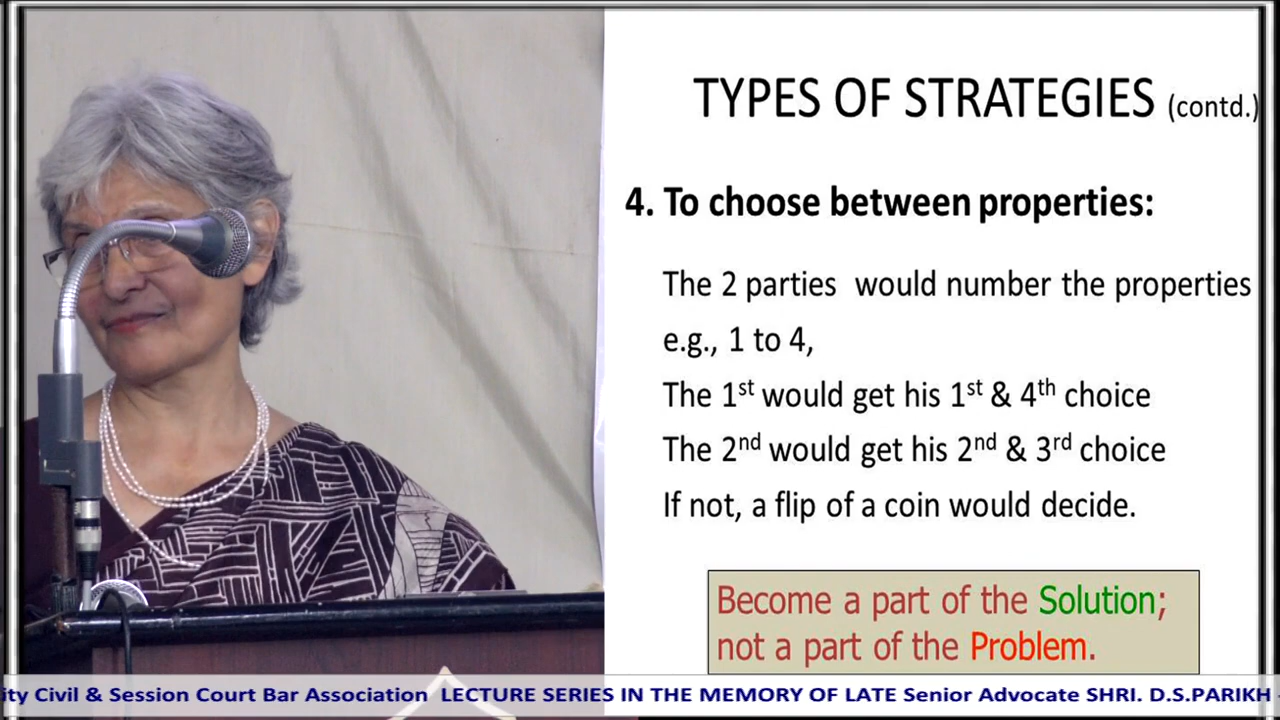 TYPES OF STRATEGIES (contd.)
4. To choose between properties:
The 2 parties would number the properties
e.g., 1 to 4,
The 1st would get his 1st & 4th choice
The 2nd would get his 2nd & 3rd choice
If not, a flip of a coin would decide.
Become a part of the Solution;
not a part of the Problem.
ity Civil & Session Court Bar Association LECTURE SERIES IN THE MEMORY OF LATE Senior Advocate SHRI. D.S.PARIKH -